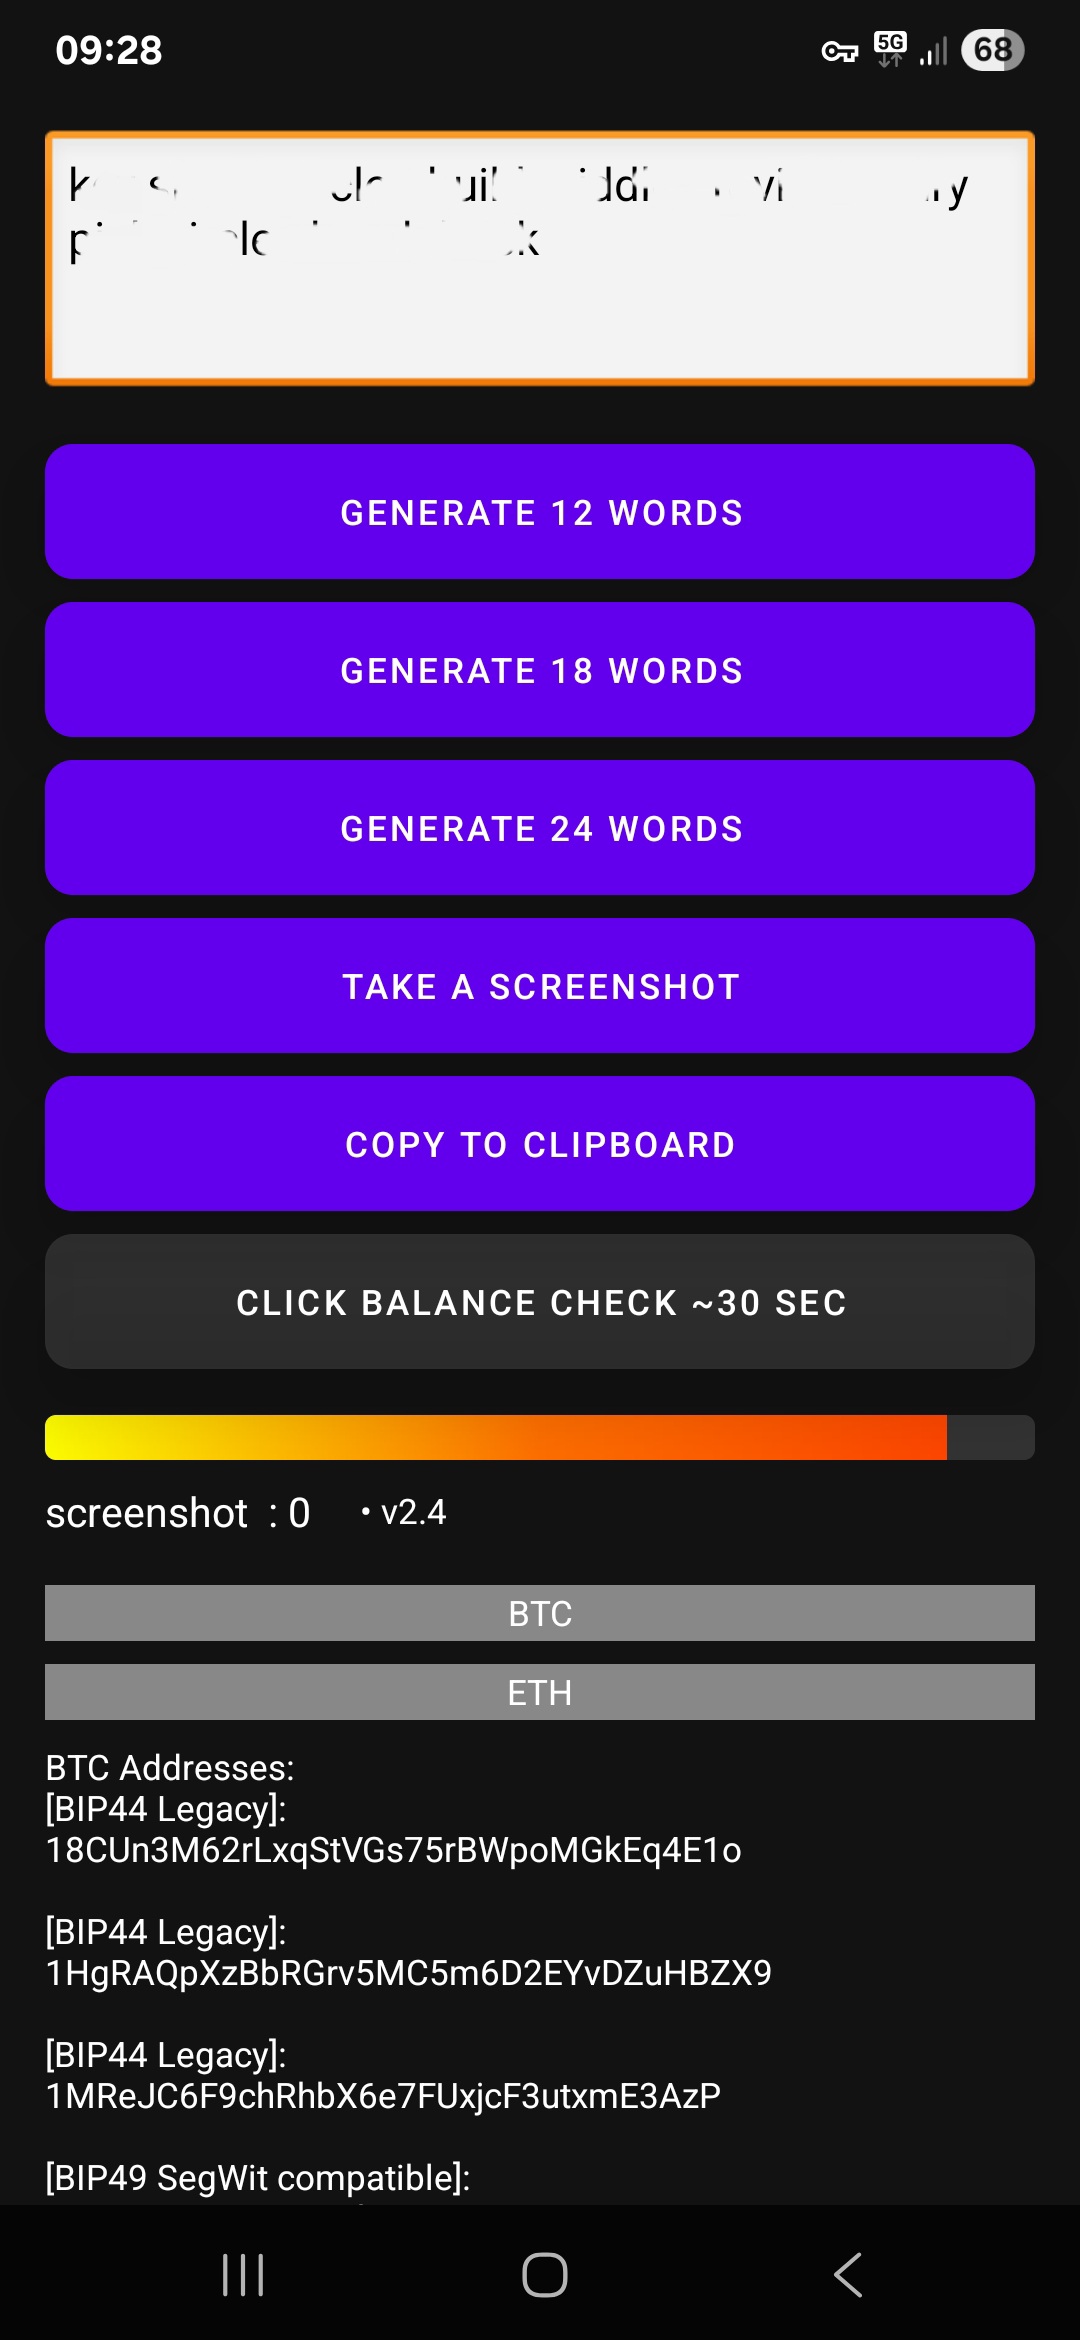 09:28
5G
68
GENERATE 12 WORDS
GENERATE 18 WORDS
GENERATE 24 WORDS
TAKE A SCREENSHOT
COPY TO CLIPBOARD
CLICK BALANCE CHECK ~30 SEC
screenshot : 0 • v2.4
BTC
ETH
BTC Addresses:
[BIP44 Legacy]:
18CUn3M62rLxqStVGs75rBWpoMGkEq4E1o
[BIP44 Legacy]:
1HgRAQpXzBbRGrv5MC5m6D2EYvDZuHBZX9
[BIP44 Legacy]:
1MReJC6F9chRhbX6e7FUxjcF3utxmE3AzP
[BIP49 SegWit compatible]: